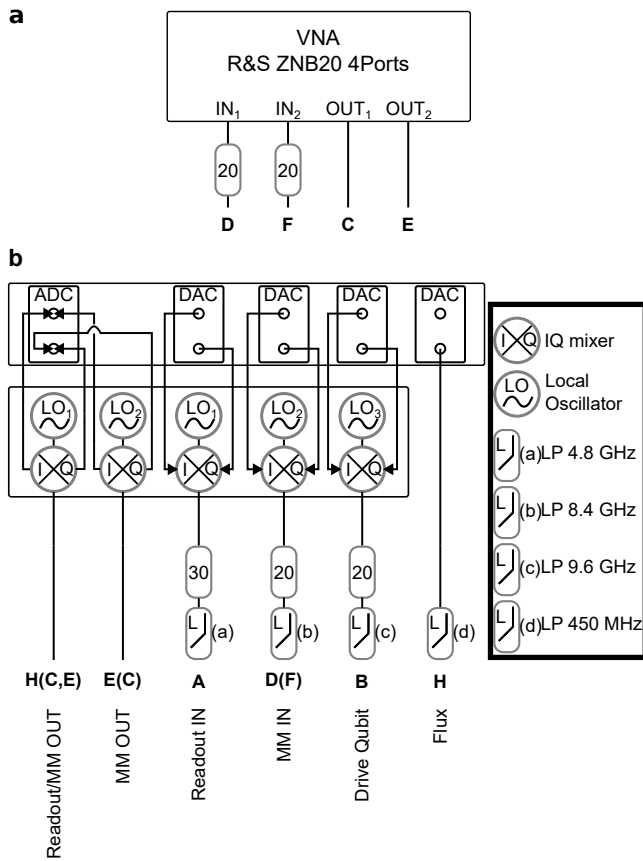 a
VNA
R&S ZNB20 4Ports
IN₁ IN₂ OUT₁ OUT₂
20 20
D F C E
b
ADC DAC DAC DAC DAC
LO₁ LO₂ LO₁ LO₂ LO₃
I Q I Q I Q I Q I Q
30 20 20
L (a) L (b) L (c) L (d)
H(C,E) E(C) A D(F) B H
Readout/MM OUT
MM OUT
Readout IN
MM IN
Drive Qubit
Flux
I Q IQ mixer
LO Local
Oscillator
L (a) LP 4.8 GHz
L (b) LP 8.4 GHz
L (c) LP 9.6 GHz
L (d) LP 450 MHz